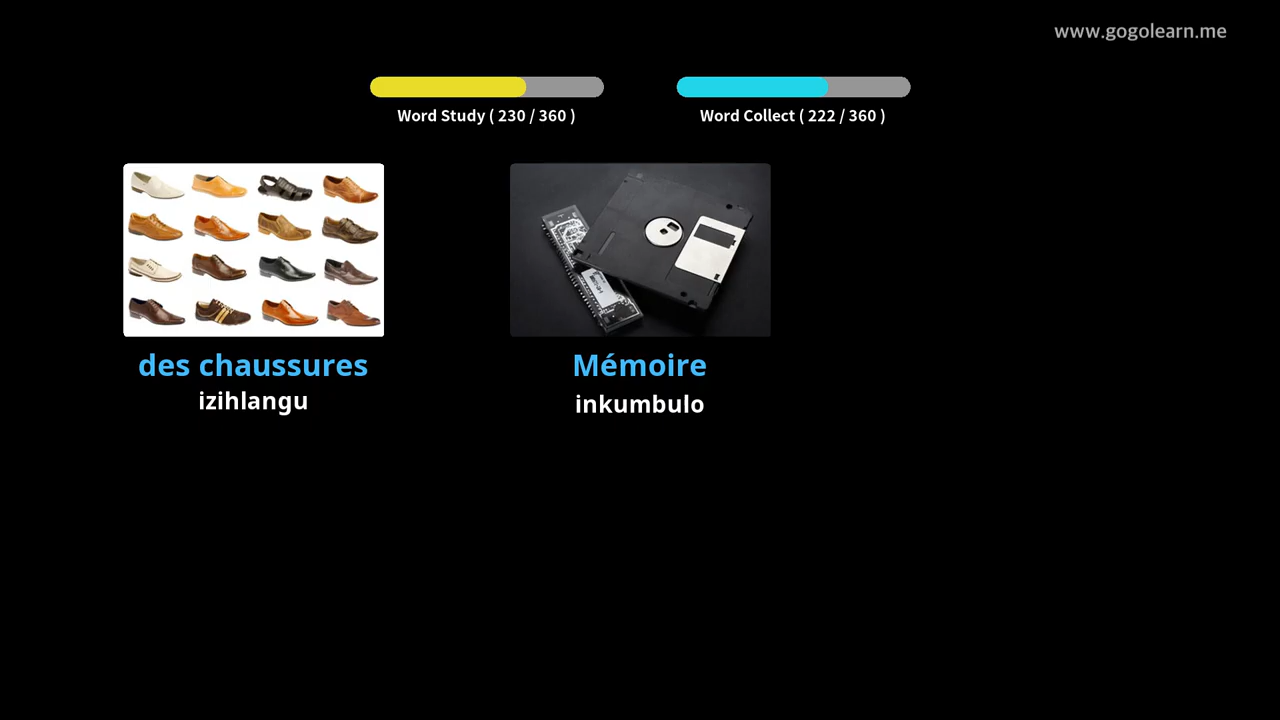 www.gogolearn.me
Word Study ( 230 / 360 )
Word Collect ( 222 / 360 )
des chaussures
izihlangu
Mémoire
inkumbulo